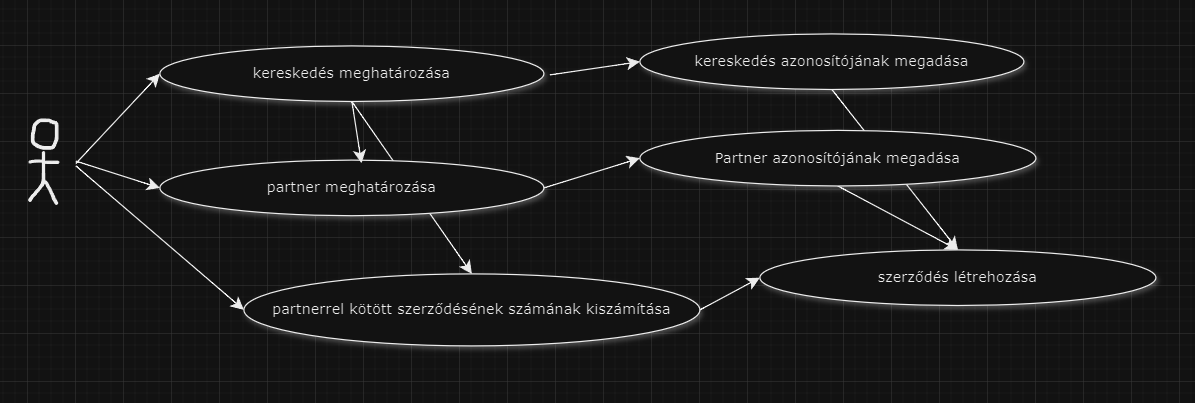 kereskedés meghatározása
kereskedés azonosítójának megadása
partner meghatározása
Partner azonosítójának megadása
partnerrel kötött szerződésének számának kiszámítása
szerződés létrehozása